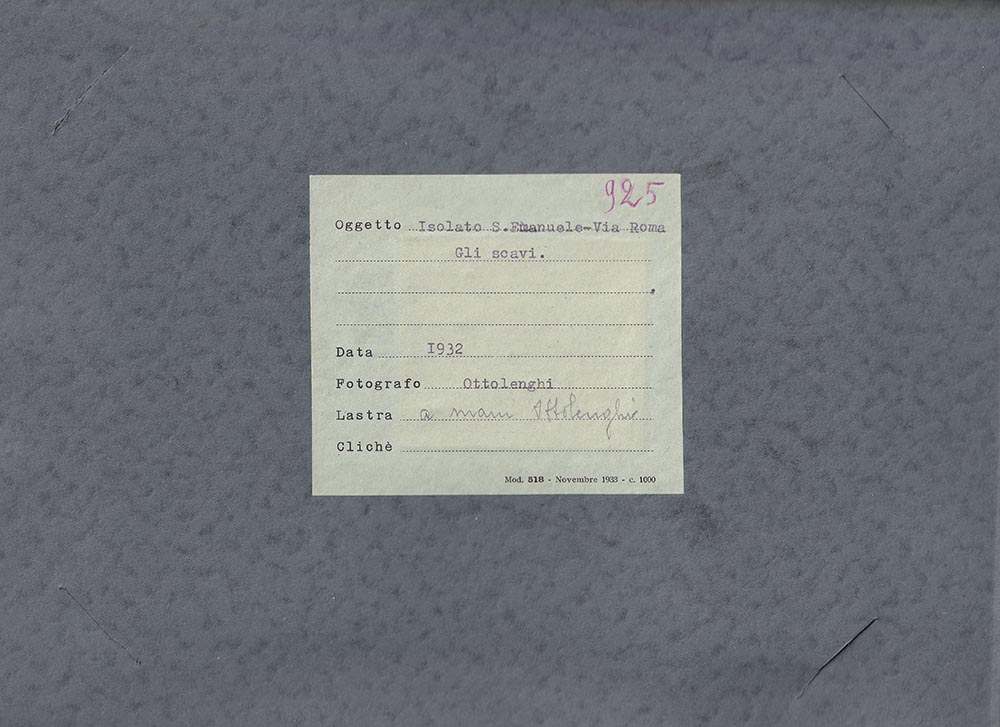 925
Oggetto Isolato S.Emanuele-Via Roma
Gli scavi.
Data I932
Fotografo Ottolenghi
Lastra a mani Ottolenghi
Clichè
Mod. 518 - Novembre 1933 - c. 1000